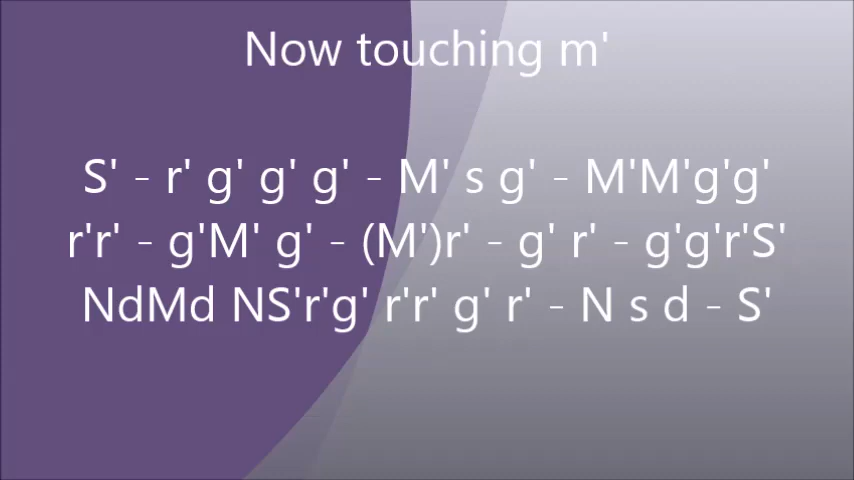 Now touching m'
S' - r' g' g' g' - M' s g' - M'M'g'g'
r'r' - g'M' g' - (M')r' - g' r' - g'g'r'S'
NdMd NS'r'g' r'r' g' r' - N s d - S'